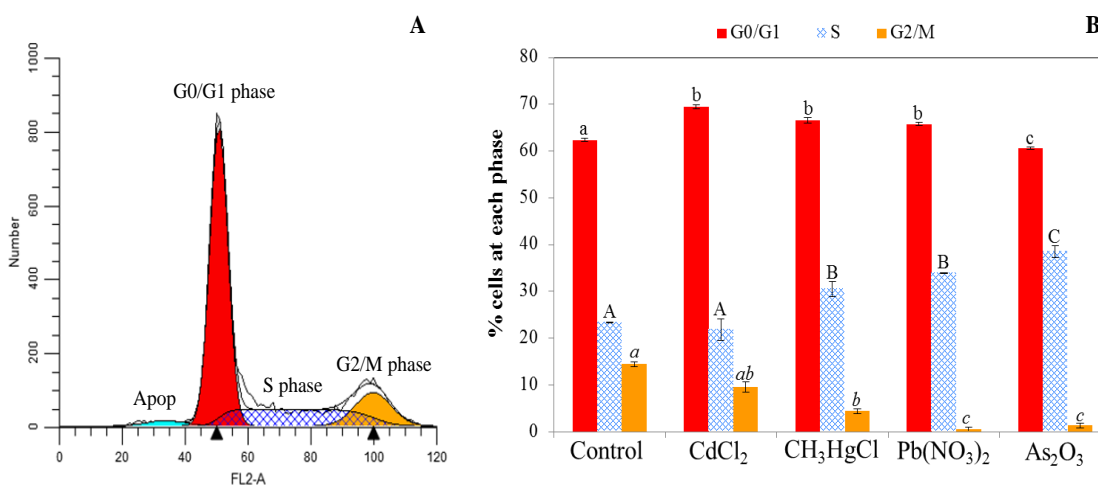 A
1000
800
600
400
200
0
Number
G0/G1 phase
Apop
S phase
G2/M phase
0 20 40 60 80 100 120
FL2-A
B
G0/G1 S G2/M
% cells at each phase
80
70
60
50
40
30
20
10
0
a A a
b A ab
b B b
b B c
c C c
Control CdCl₂ CH₃HgCl Pb(NO₃)₂ As₂O₃